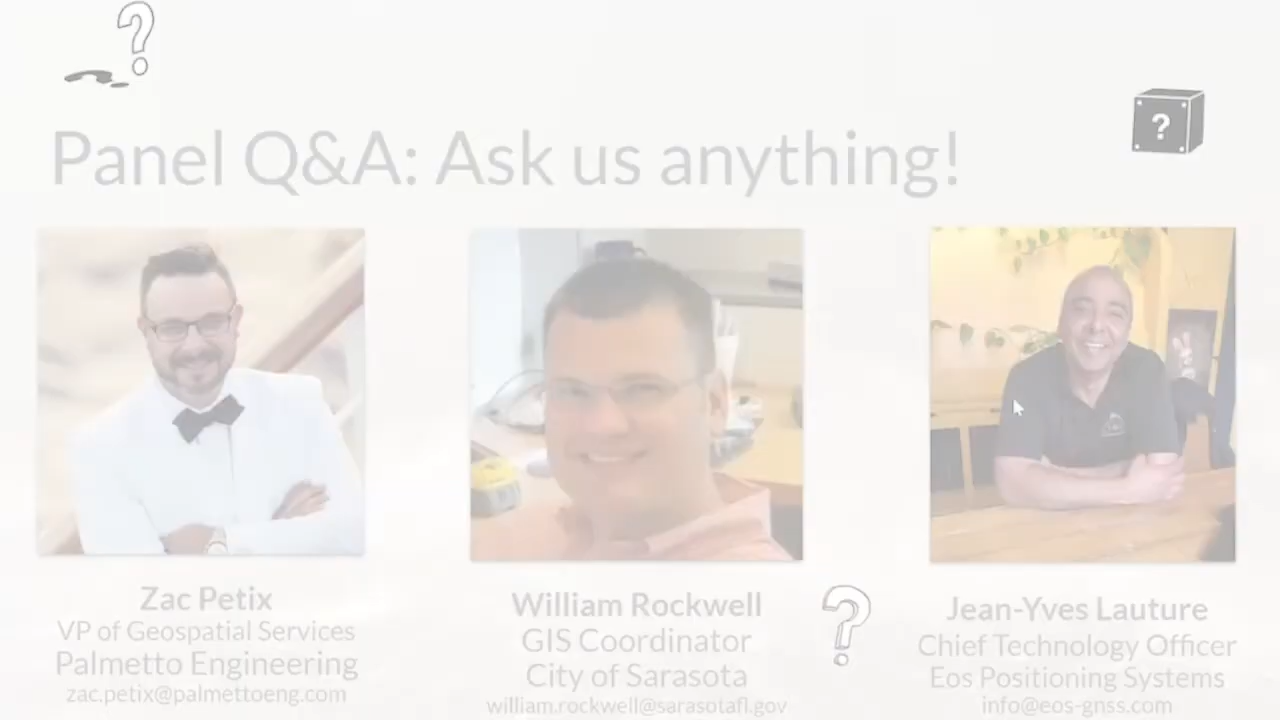 ?
?
Panel Q&A: Ask us anything!
Zac Petix
VP of Geospatial Services
Palmetto Engineering
zac.petix@palmettoeng.com
William Rockwell
GIS Coordinator
City of Sarasota
william.rockwell@sarasotafl.gov
?
Jean-Yves Lauture
Chief Technology Officer
Eos Positioning Systems
info@eos-gnss.com